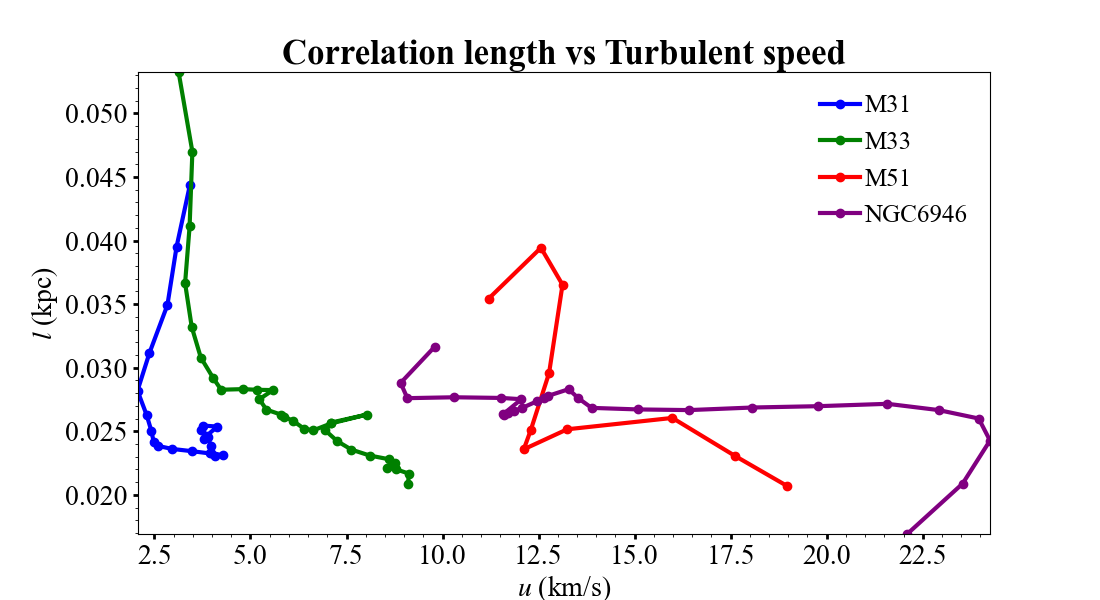 Correlation length vs Turbulent speed
0.050
0.045
0.040
0.035
0.030
0.025
0.020
l (kpc)
M31
M33
M51
NGC6946
2.5 5.0 7.5 10.0 12.5 15.0 17.5 20.0 22.5
u (km/s)